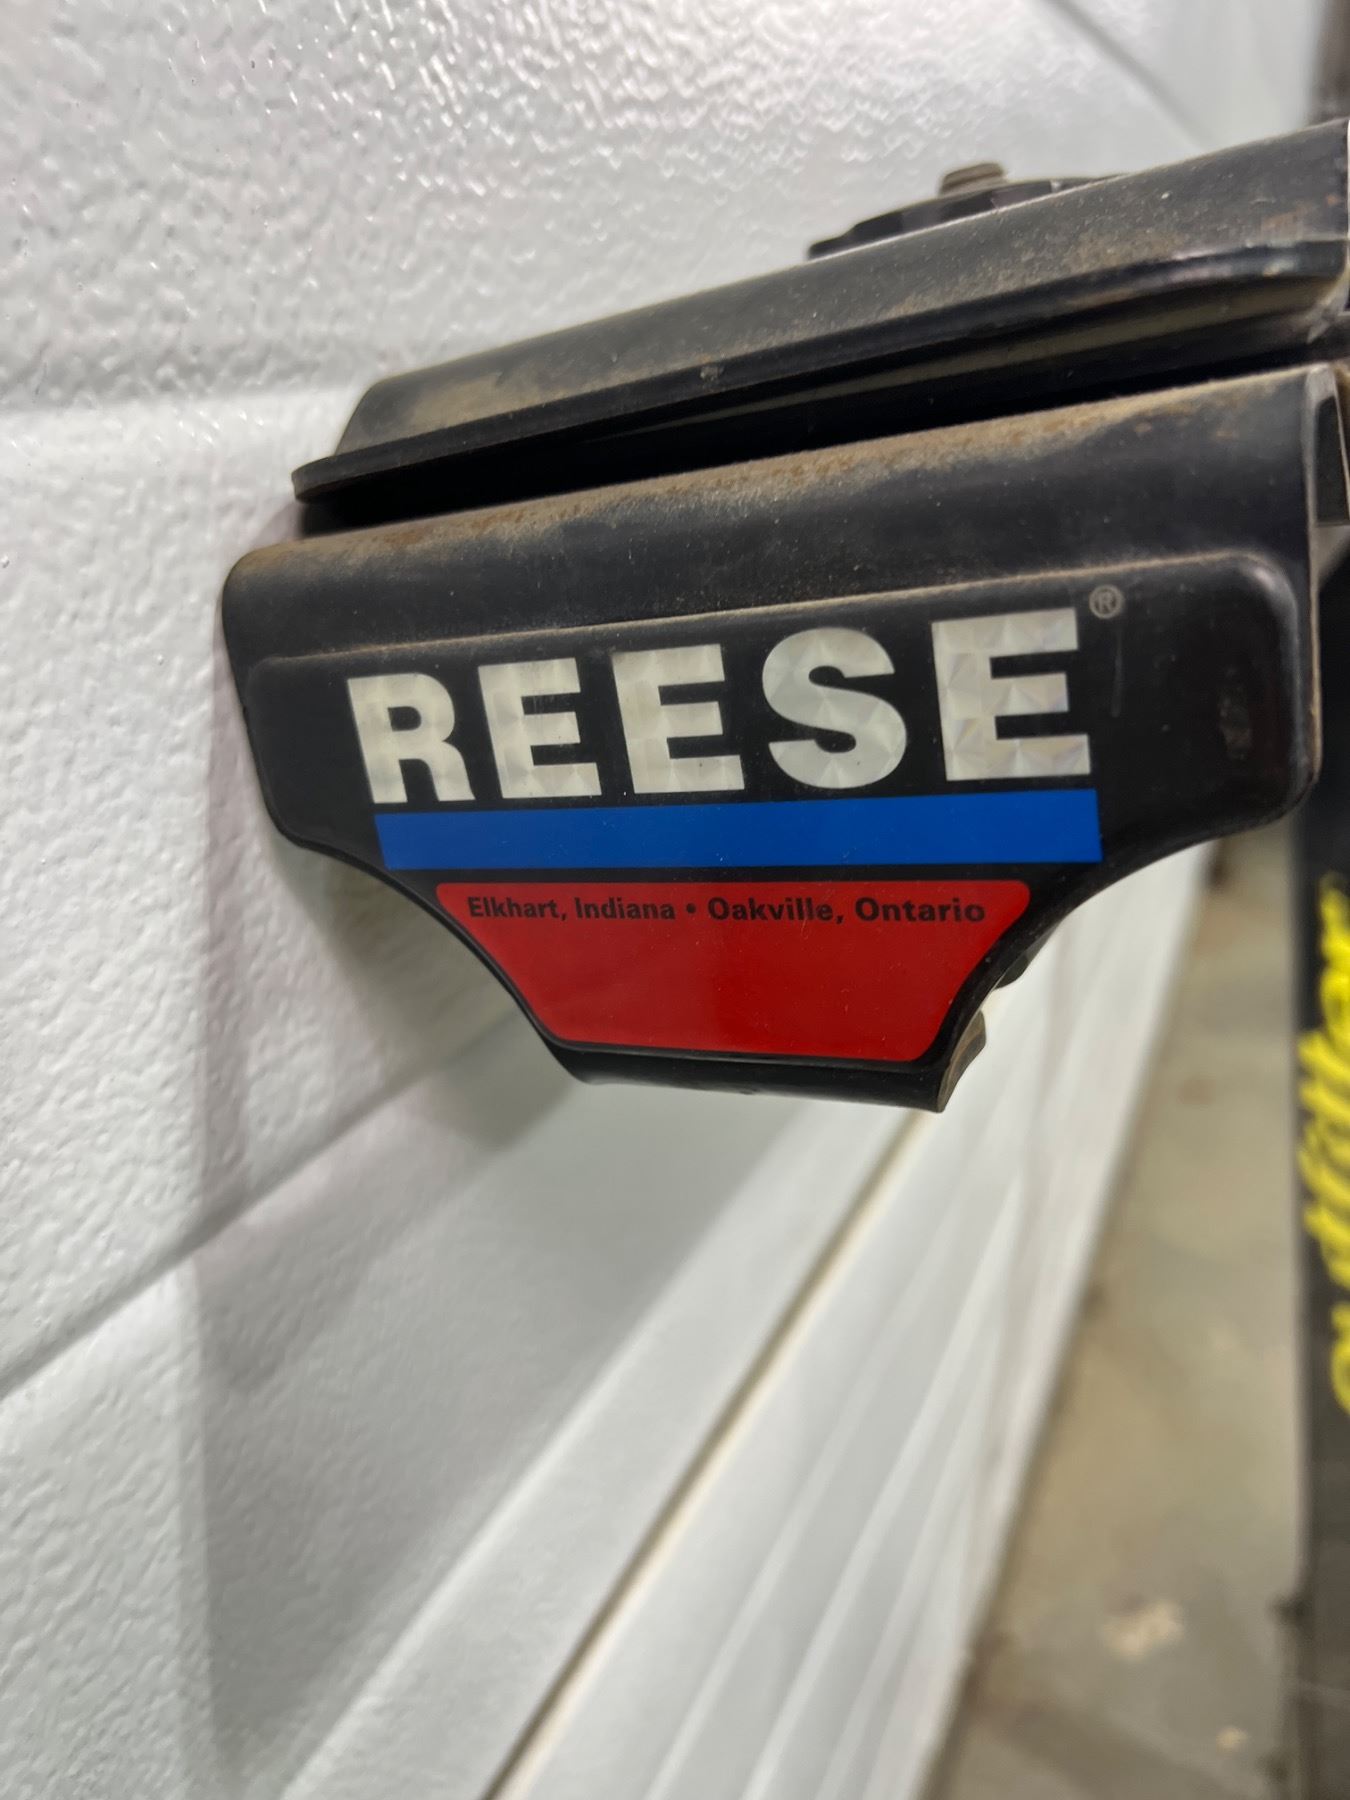 REESE®
Elkhart, Indiana • Oakville, Ontario